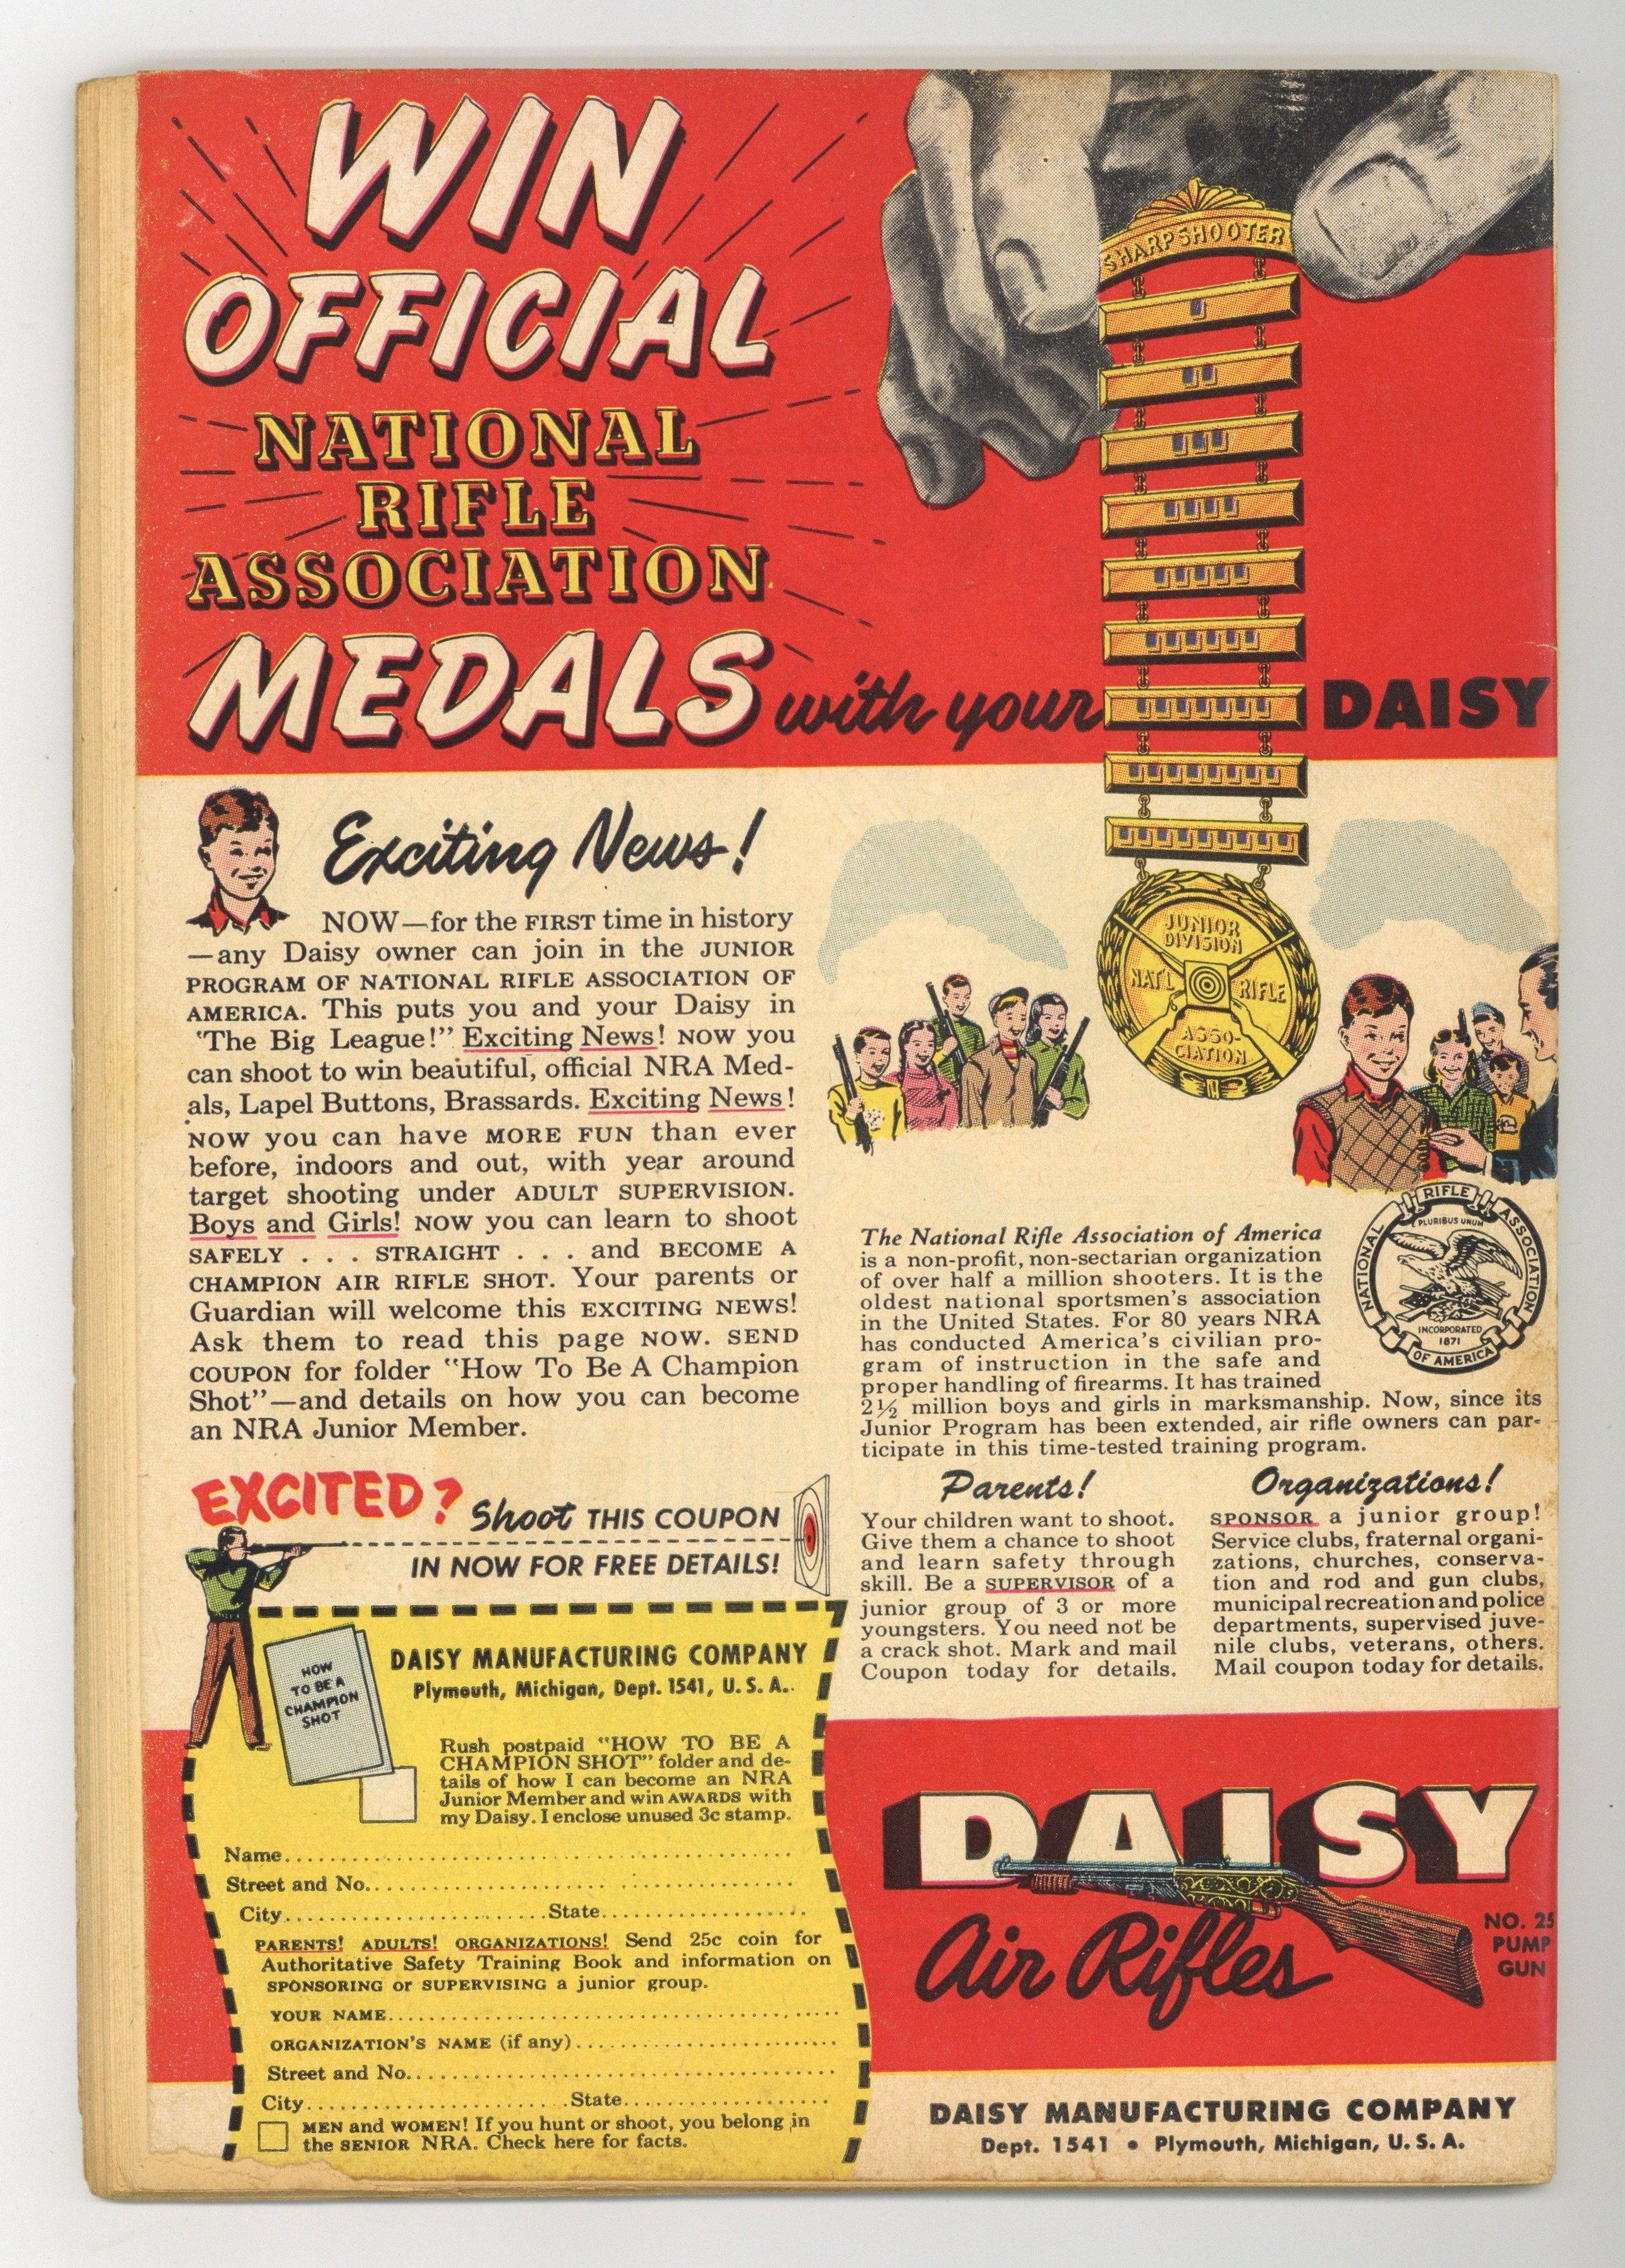 WIN
OFFICIAL
NATIONAL
RIFLE
ASSOCIATION
MEDALS with your DAISY
SHARPSHOOTER
JUNIOR
DIVISION
NAT'L RIFLE
ASSO-
CIATION
Exciting News!
NOW—for the FIRST time in history
—any Daisy owner can join in the JUNIOR
PROGRAM OF NATIONAL RIFLE ASSOCIATION OF
AMERICA. This puts you and your Daisy in
"The Big League!" Exciting News! NOW you
can shoot to win beautiful, official NRA Med-
als, Lapel Buttons, Brassards. Exciting News!
NOW you can have MORE FUN than ever
before, indoors and out, with year around
target shooting under ADULT SUPERVISION.
Boys and Girls! NOW you can learn to shoot
SAFELY . . . STRAIGHT . . . and BECOME A
CHAMPION AIR RIFLE SHOT. Your parents or
Guardian will welcome this EXCITING NEWS!
Ask them to read this page NOW. SEND
COUPON for folder "How To Be A Champion
Shot"—and details on how you can become
an NRA Junior Member.
The National Rifle Association of America
is a non-profit, non-sectarian organization
of over half a million shooters. It is the
oldest national sportsmen's association
in the United States. For 80 years NRA
has conducted America's civilian pro-
gram of instruction in the safe and
proper handling of firearms. It has trained
2½ million boys and girls in marksmanship. Now, since its
Junior Program has been extended, air rifle owners can par-
ticipate in this time-tested training program.
NATIONAL RIFLE ASSOCIATION
PLURIBUS UNUM
INCORPORATED
1871
OF AMERICA
Parents!
Your children want to shoot.
Give them a chance to shoot
and learn safety through
skill. Be a SUPERVISOR of a
junior group of 3 or more
youngsters. You need not be
a crack shot. Mark and mail
Coupon today for details.
Organizations!
SPONSOR a junior group!
Service clubs, fraternal organi-
zations, churches, conserva-
tion and rod and gun clubs,
municipal recreation and police
departments, supervised juve-
nile clubs, veterans, others.
Mail coupon today for details.
EXCITED? Shoot THIS COUPON
IN NOW FOR FREE DETAILS!
HOW
TO BE A
CHAMPION
SHOT
DAISY MANUFACTURING COMPANY
Plymouth, Michigan, Dept. 1541, U. S. A.
Rush postpaid "HOW TO BE A
CHAMPION SHOT" folder and de-
tails of how I can become an NRA
Junior Member and win AWARDS with
my Daisy. I enclose unused 3c stamp.
Name
Street and No.
City State
PARENTS! ADULTS! ORGANIZATIONS! Send 25c coin for
Authoritative Safety Training Book and information on
SPONSORING or SUPERVISING a junior group.
YOUR NAME
ORGANIZATION'S NAME (if any)
Street and No.
City State
MEN and WOMEN! If you hunt or shoot, you belong in
the SENIOR NRA. Check here for facts.
DAISY
Air Rifles
NO. 25
PUMP
GUN
DAISY MANUFACTURING COMPANY
Dept. 1541 • Plymouth, Michigan, U. S. A.